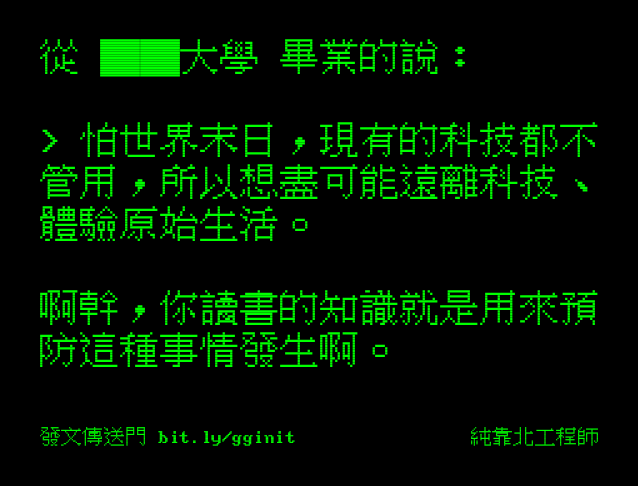 從 ▓▓▓▓大學 畢業的說：
> 怕世界末日，現有的科技都不
管用，所以想盡可能遠離科技、
體驗原始生活。
啊幹，你讀書的知識就是用來預
防這種事情發生啊。
發文傳送門 bit.ly/gginit
純靠北工程師